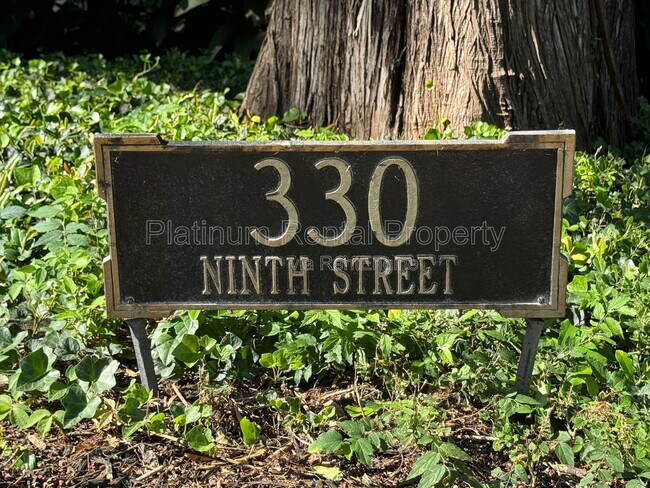 330
Platinum Rental Property
NINTH STREET